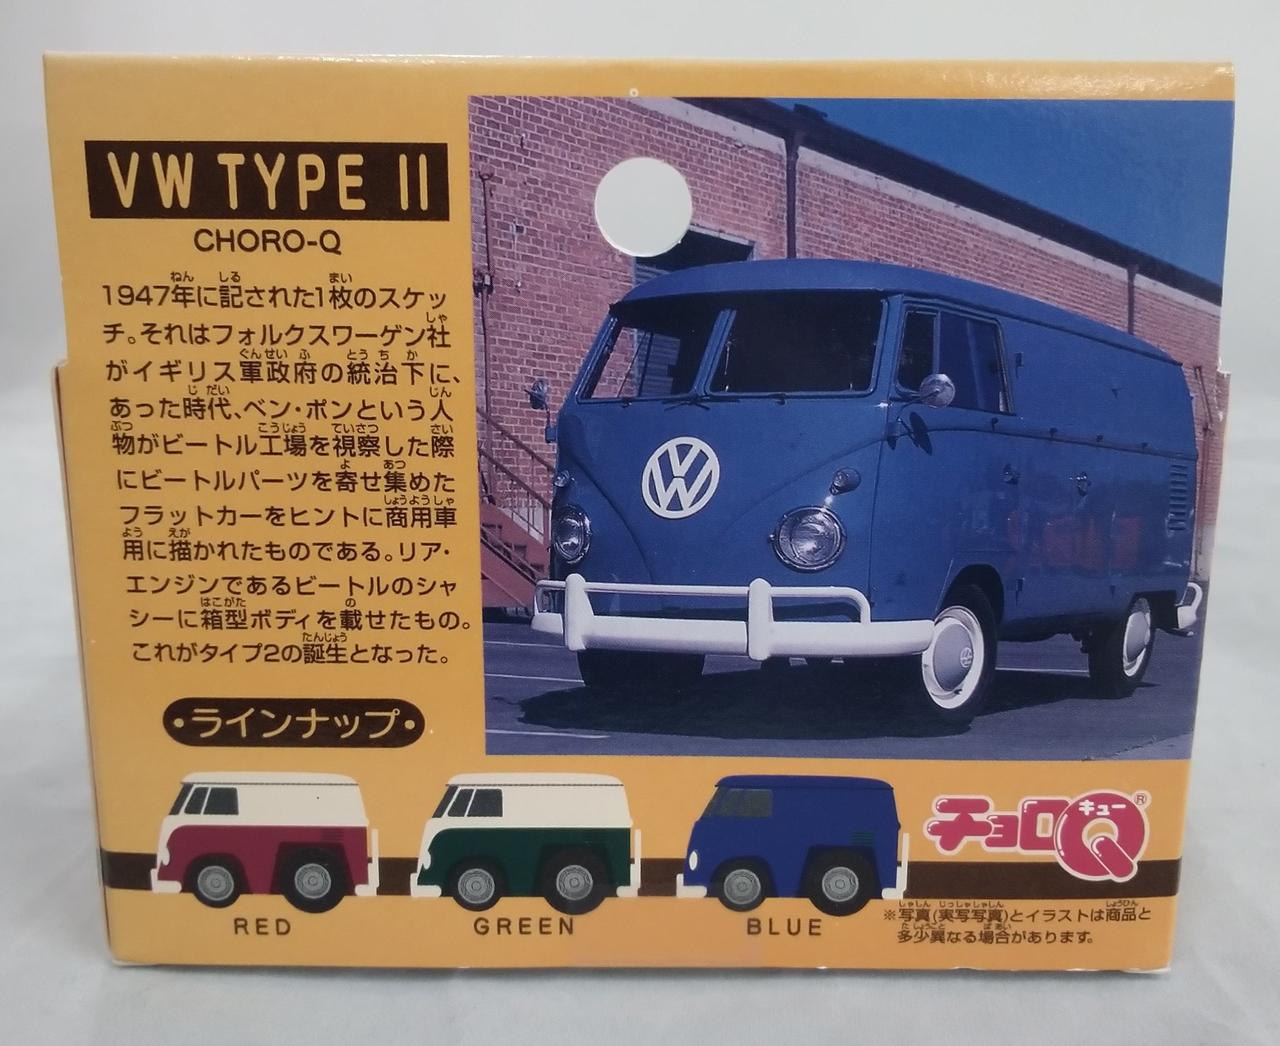 VW TYPE II
CHORO-Q
1947年に記された1枚のスケッ
チ。それはフォルクスワーゲン社
がイギリス軍政府の統治下に、
あった時代、ベン・ポンという人
物がビートル工場を視察した際
にビートルパーツを寄せ集めた
フラットカーをヒントに商用車
用に描かれたものである。リア・
エンジンであるビートルのシャ
シーに箱型ボディを載せたもの。
これがタイプ2の誕生となった。
・ラインナップ・
RED
GREEN
BLUE
チョロQ
キュー
®
※写真(実写写真)とイラストは商品と
多少異なる場合があります。